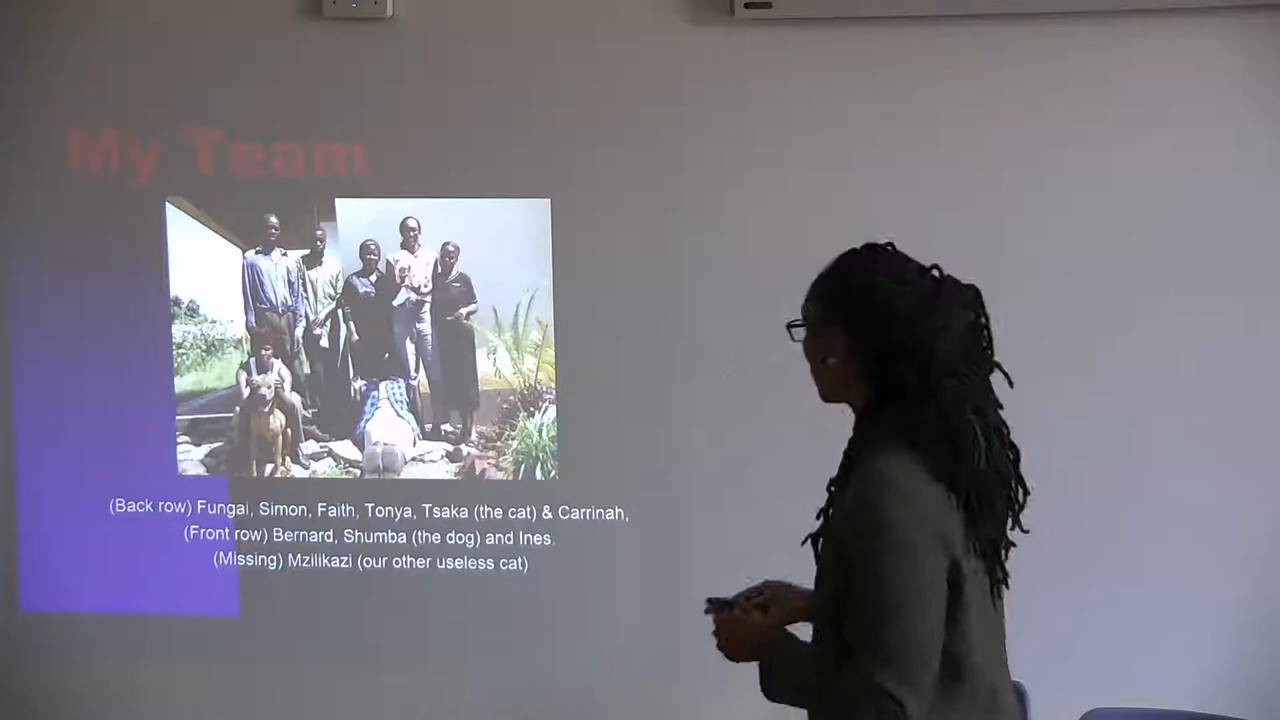 My Team
(Back row) Fungai, Simon, Faith, Tonya, Tsaka (the cat) & Carrinah,
(Front row) Bernard, Shumba (the dog) and Ines.
(Missing) Mzilikazi (our other useless cat)